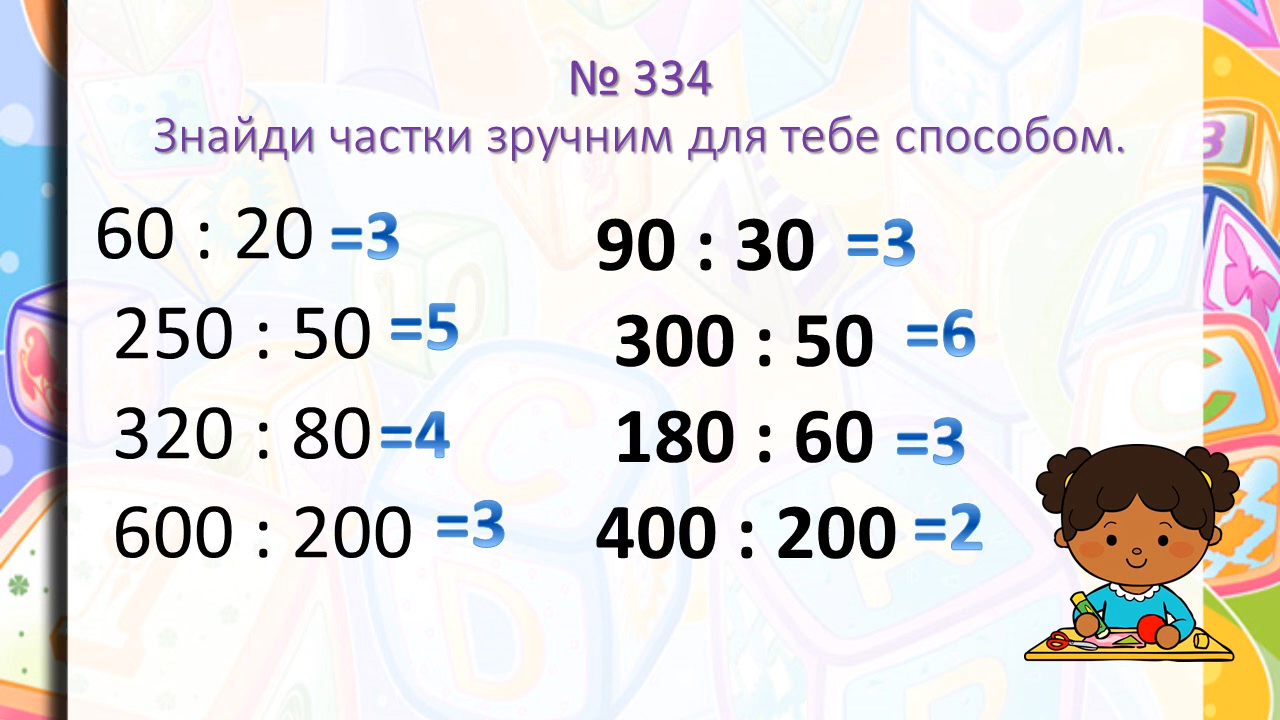 № 334
Знайди частки зручним для тебе способом.
60 : 20 =3
250 : 50 =5
320 : 80 =4
600 : 200 =3
90 : 30 =3
300 : 50 =6
180 : 60 =3
400 : 200 =2